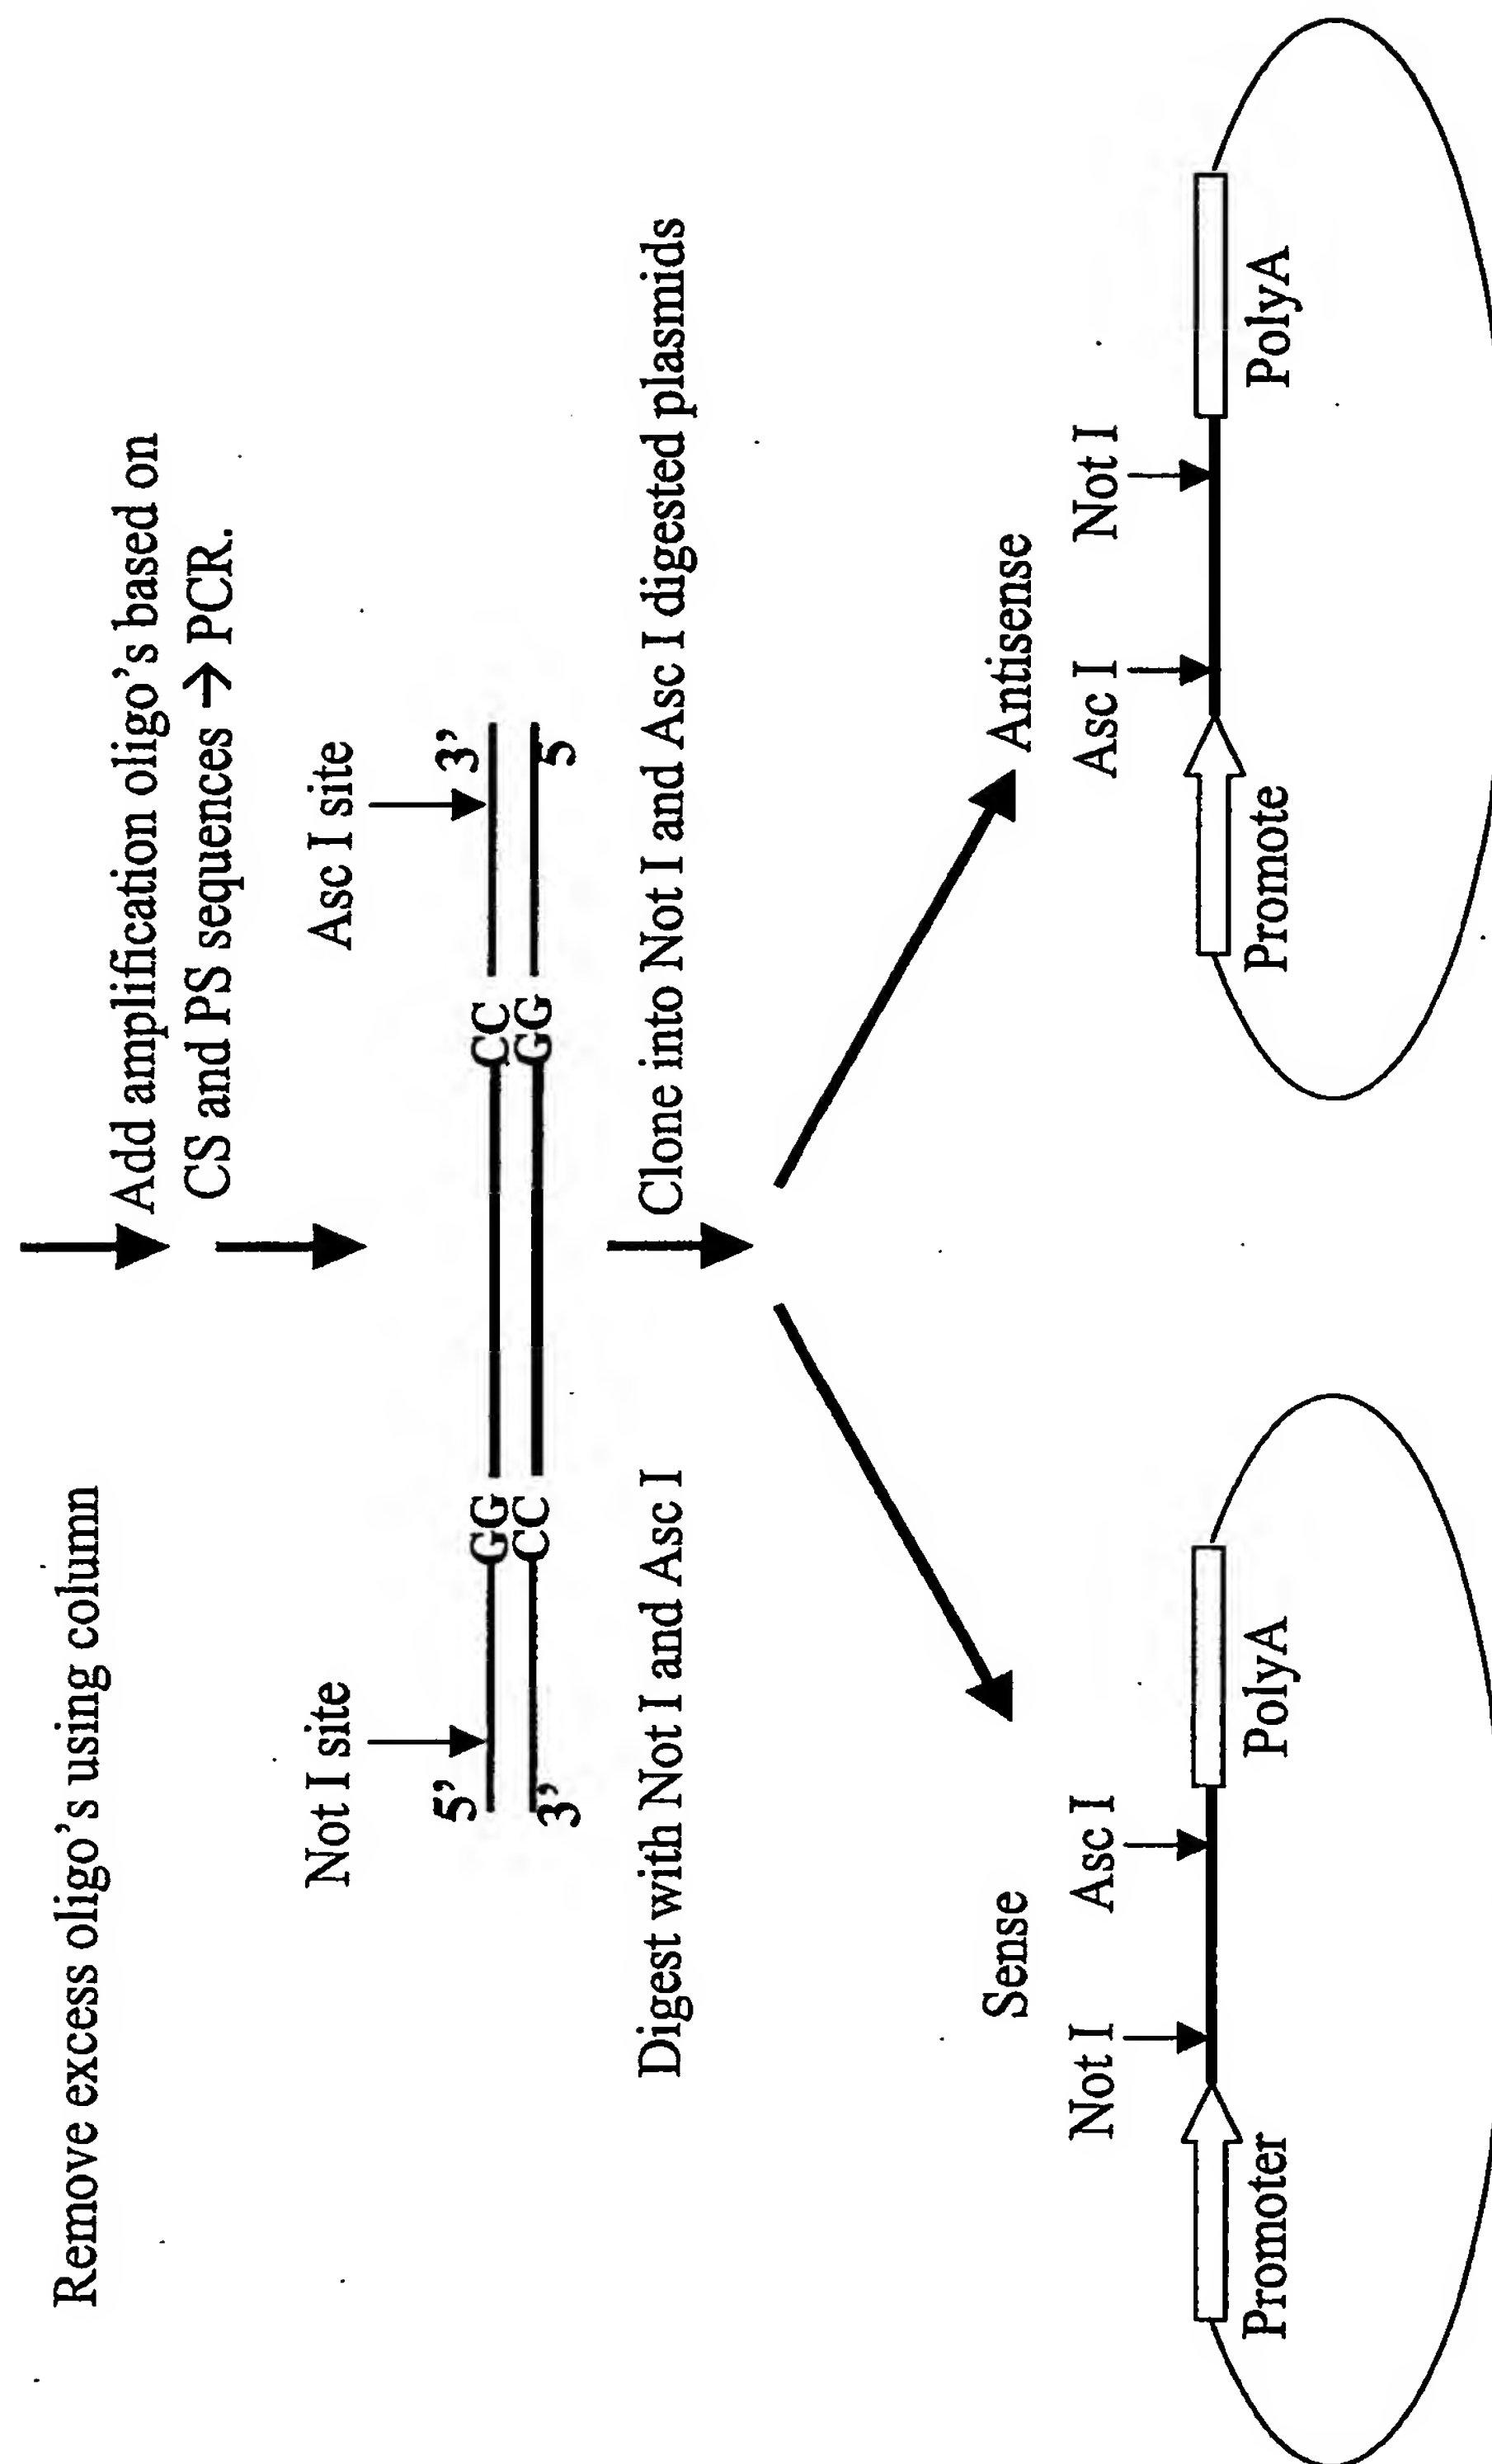 Remove excess oligo's using column
Add amplification oligo's based on
CS and PS sequences → PCR.
Not I site
Asc I site
5' GG CC 3'
3' CC GG 5
Digest with Not I and Asc I
Clone into Not I and Asc I digested plasmids
Sense
Antisense
Not I
Asc I
Asc I
Not I
Promoter
PolyA
Promote
PolyA